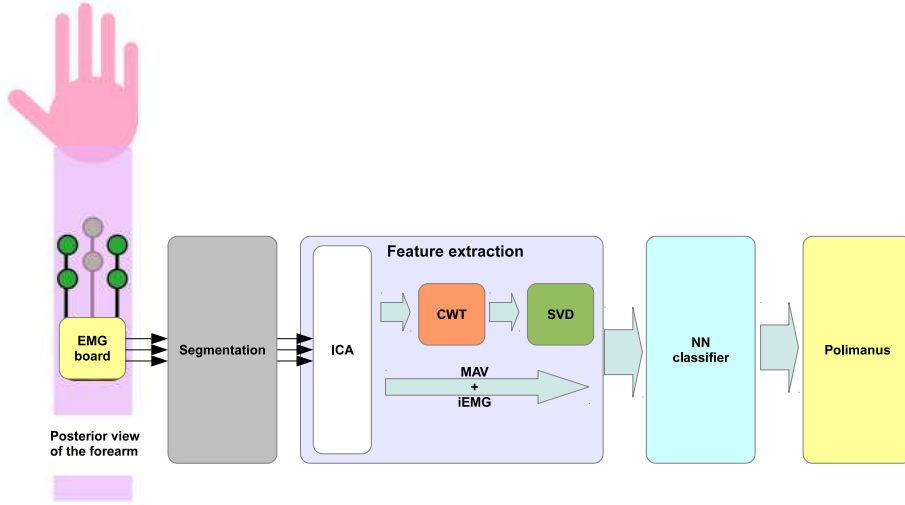 EMG
board
Posterior view
of the forearm
Segmentation
Feature extraction
ICA
CWT
SVD
MAV
+
iEMG
NN
classifier
Polimanus